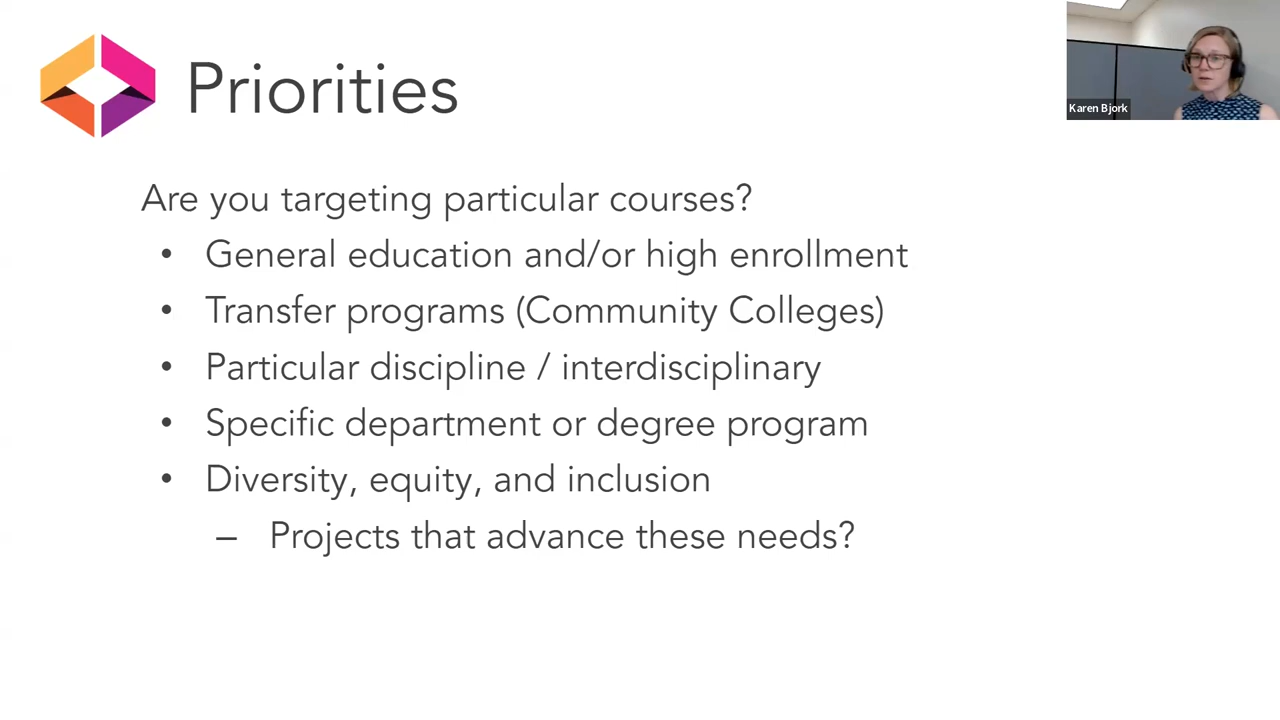 Priorities
Karen Bjork
Are you targeting particular courses?
• General education and/or high enrollment
• Transfer programs (Community Colleges)
• Particular discipline / interdisciplinary
• Specific department or degree program
• Diversity, equity, and inclusion
– Projects that advance these needs?